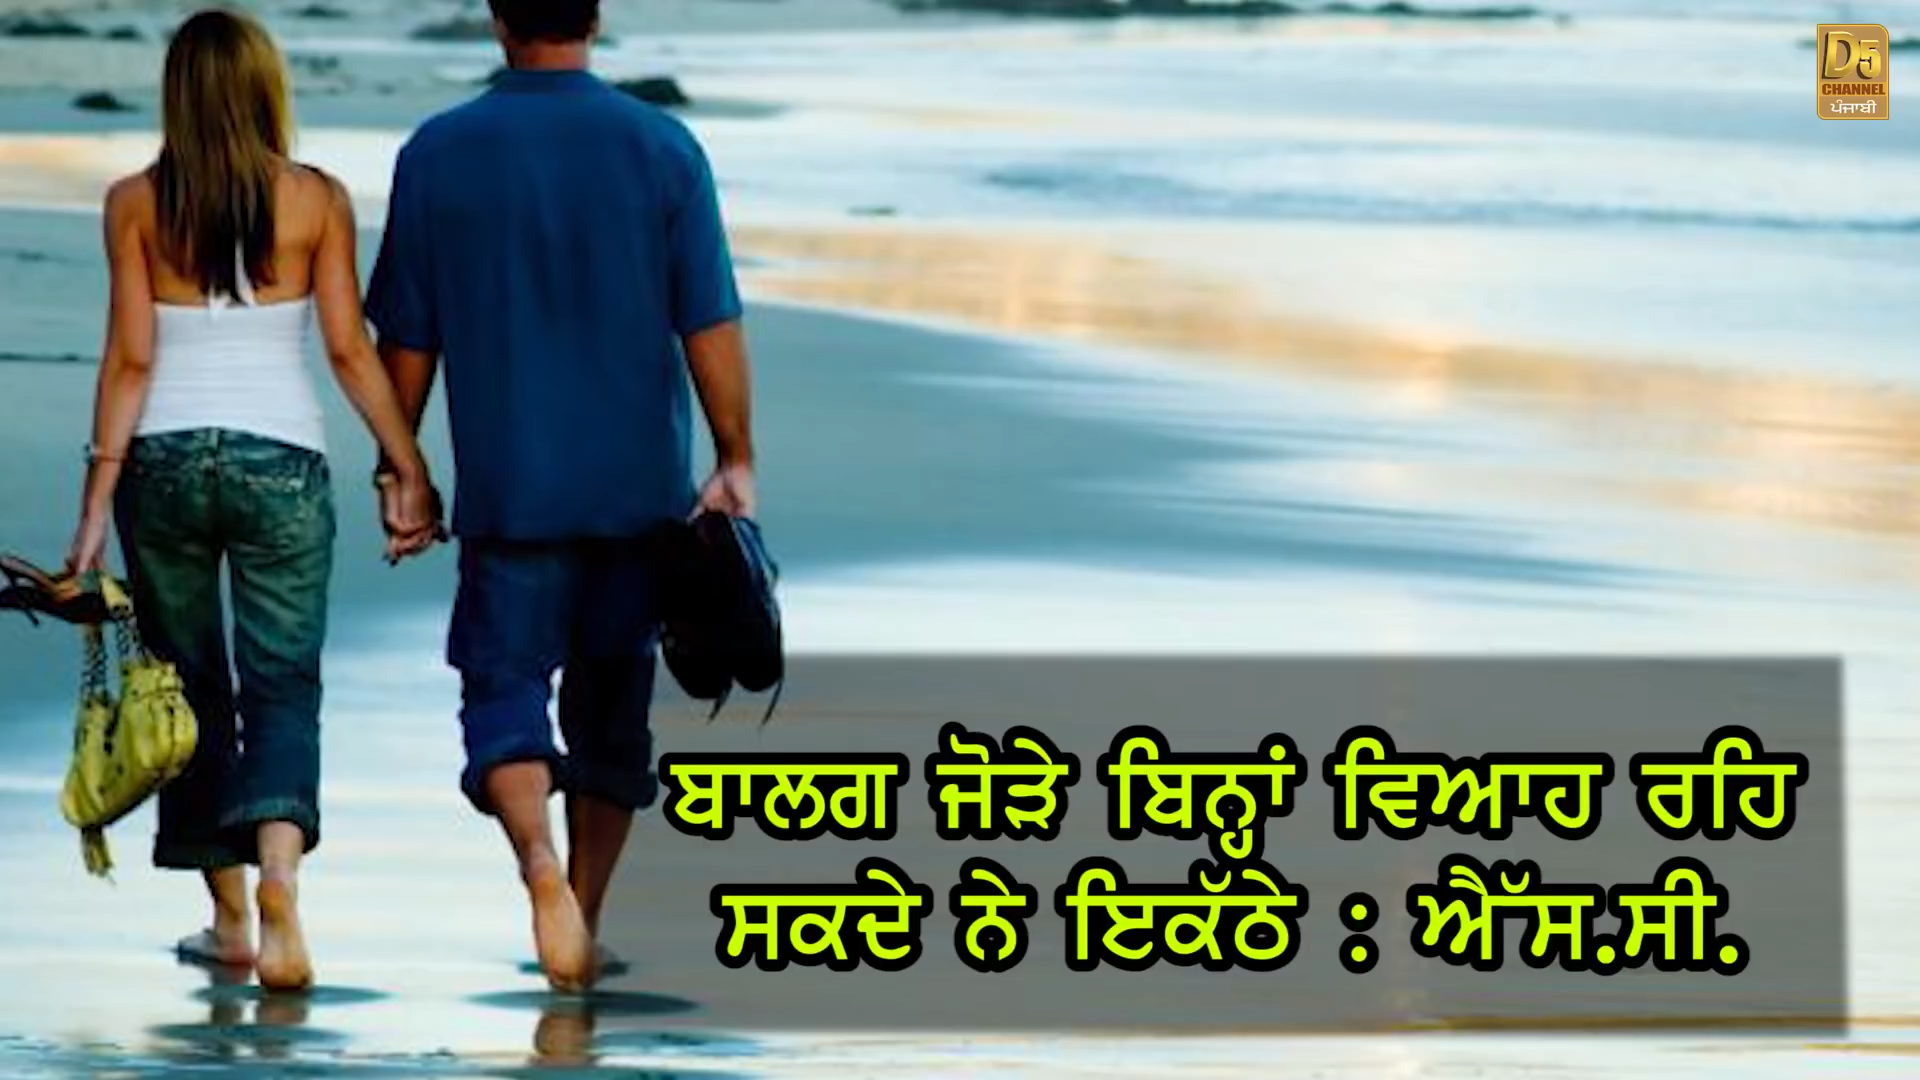 D5
CHANNEL
ਪੰਜਾਬੀ
ਬਾਲਗ ਜੋੜੇ ਬਿਨ੍ਹਾਂ ਵਿਆਹ ਰਹਿ
ਸਕਦੇ ਨੇ ਇਕੱਠੇ : ਐੱਸ.ਸੀ.